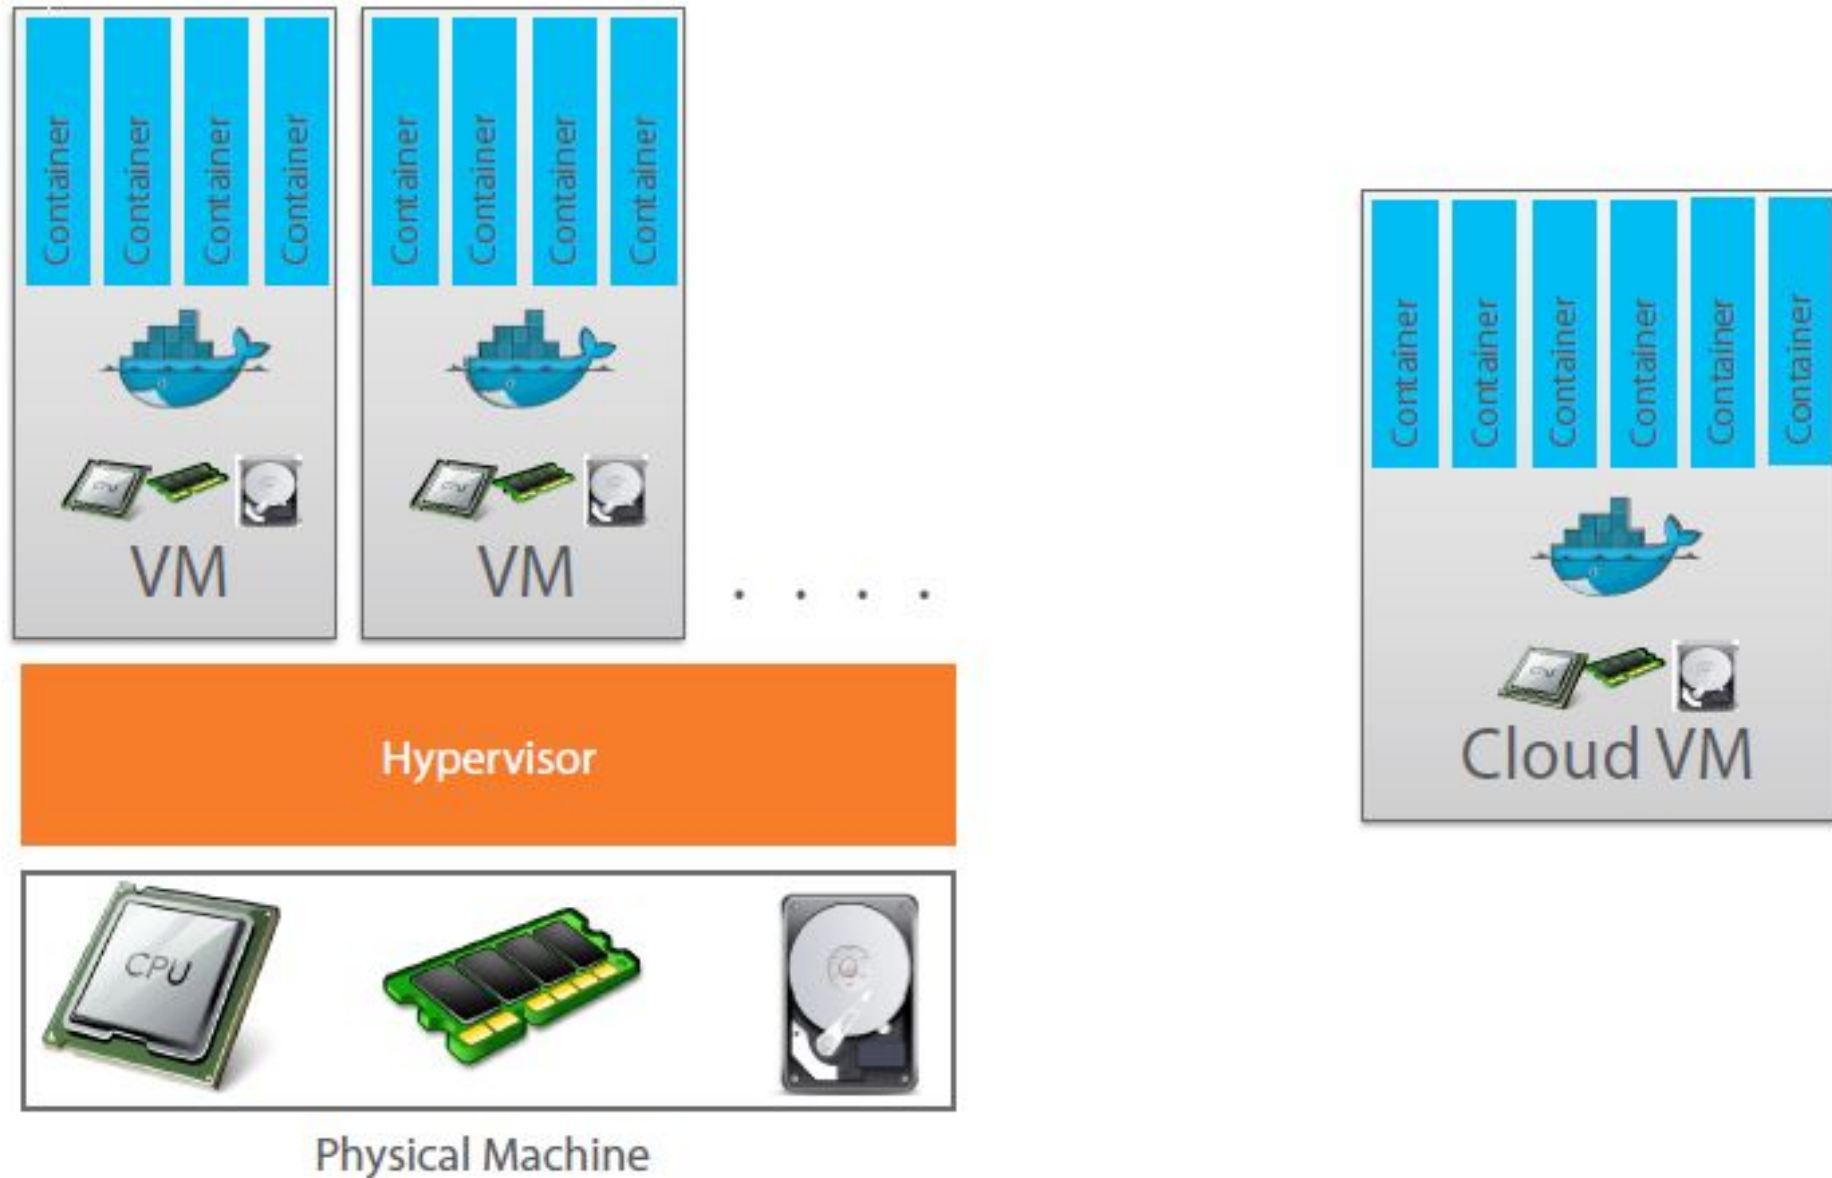 Container
Container
Container
Container
VM
Container
Container
Container
Container
VM
. . . .
Hypervisor
CPU
Physical Machine
Container
Container
Container
Container
Container
Container
Cloud VM